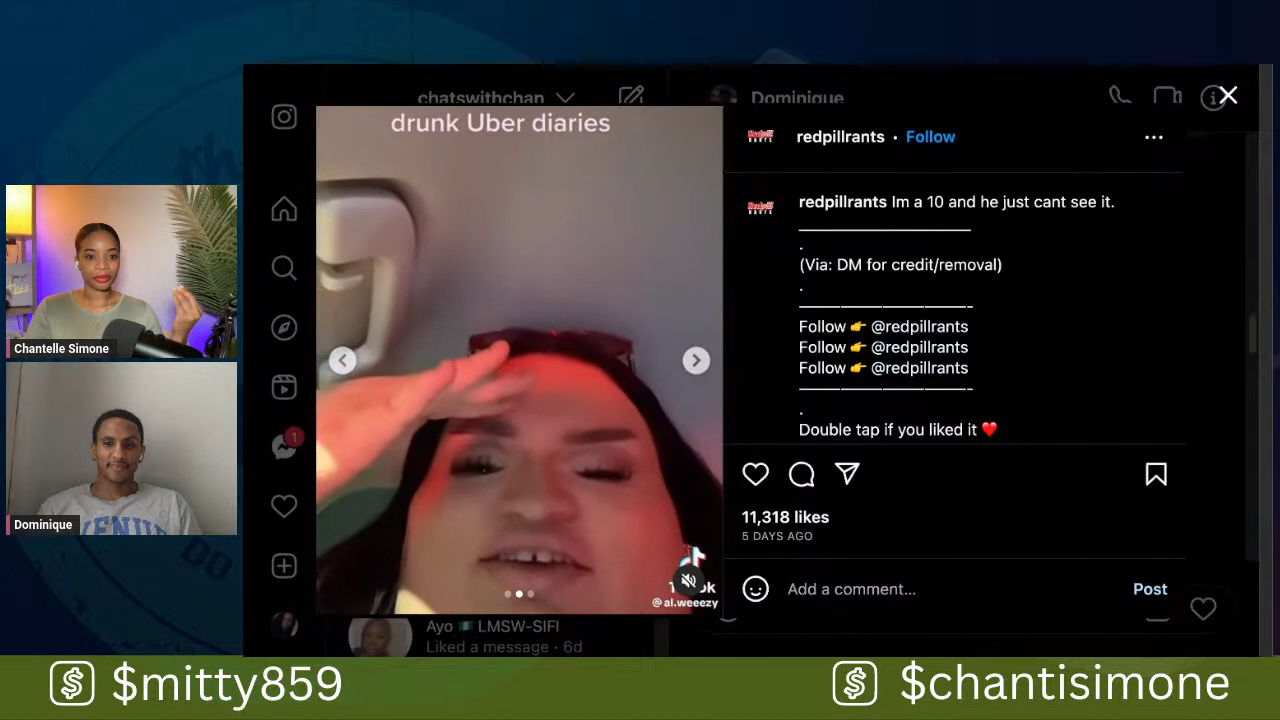 chatswithchan
Dominique
drunk Uber diaries
redpillrants • Follow
redpillrants Im a 10 and he just cant see it.
.
(Via: DM for credit/removal)
.
Follow 👉 @redpillrants
Follow 👉 @redpillrants
Follow 👉 @redpillrants
.
Double tap if you liked it ❤️
11,318 likes
5 DAYS AGO
Add a comment...
Post
1
@al.weeezy
Ayo 🇳🇬 LMSW-SIFI
Liked a message · 6d
Chantelle Simone
Dominique
$mitty859
$chantisimone